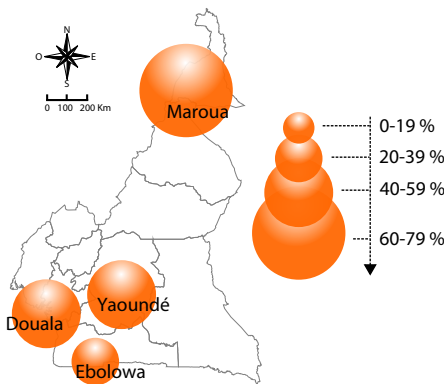 N
O E
S
0 100 200 Km
Maroua
0-19 %
20-39 %
40-59 %
60-79 %
Yaoundé
Douala
Ebolowa